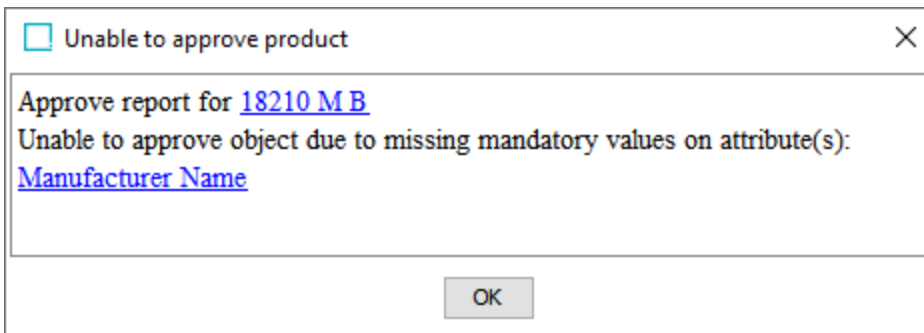 Unable to approve product
Approve report for 18210 M B
Unable to approve object due to missing mandatory values on attribute(s):
Manufacturer Name
OK